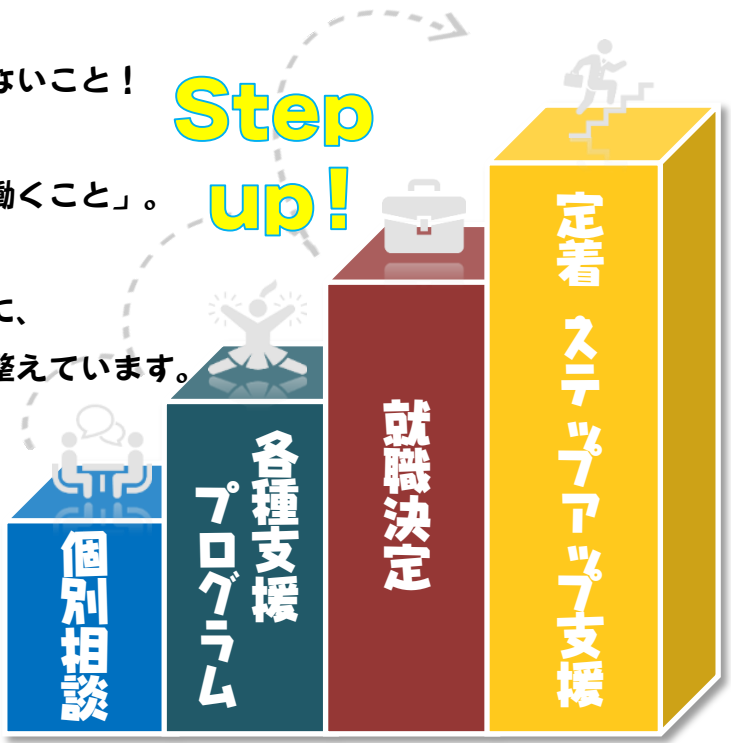 ないこと！
働くこと」。
に、
整えています。
Step
up！
個別相談
各種支援
プログラム
就職決定
定着 ステップアップ支援